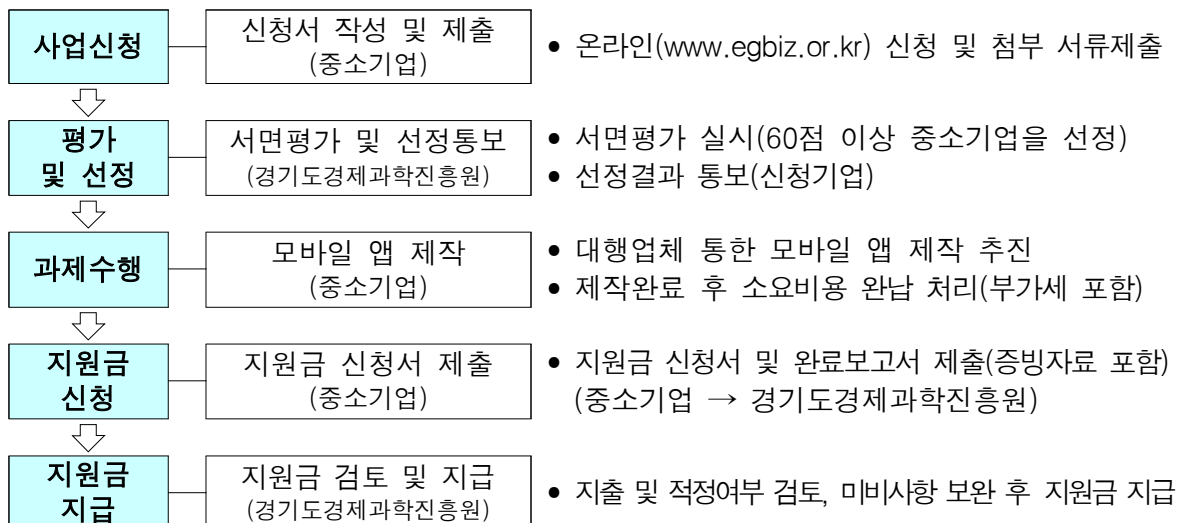 사업신청
신청서 작성 및 제출
(중소기업)
• 온라인(www.egbiz.or.kr) 신청 및 첨부 서류제출
평가
및 선정
서면평가 및 선정통보
(경기도경제과학진흥원)
• 서면평가 실시(60점 이상 중소기업을 선정)
• 선정결과 통보(신청기업)
과제수행
모바일 앱 제작
(중소기업)
• 대행업체 통한 모바일 앱 제작 추진
• 제작완료 후 소요비용 완납 처리(부가세 포함)
지원금
신청
지원금 신청서 제출
(중소기업)
• 지원금 신청서 및 완료보고서 제출(증빙자료 포함)
(중소기업 → 경기도경제과학진흥원)
지원금
지급
지원금 검토 및 지급
(경기도경제과학진흥원)
• 지출 및 적정여부 검토, 미비사항 보완 후 지원금 지급